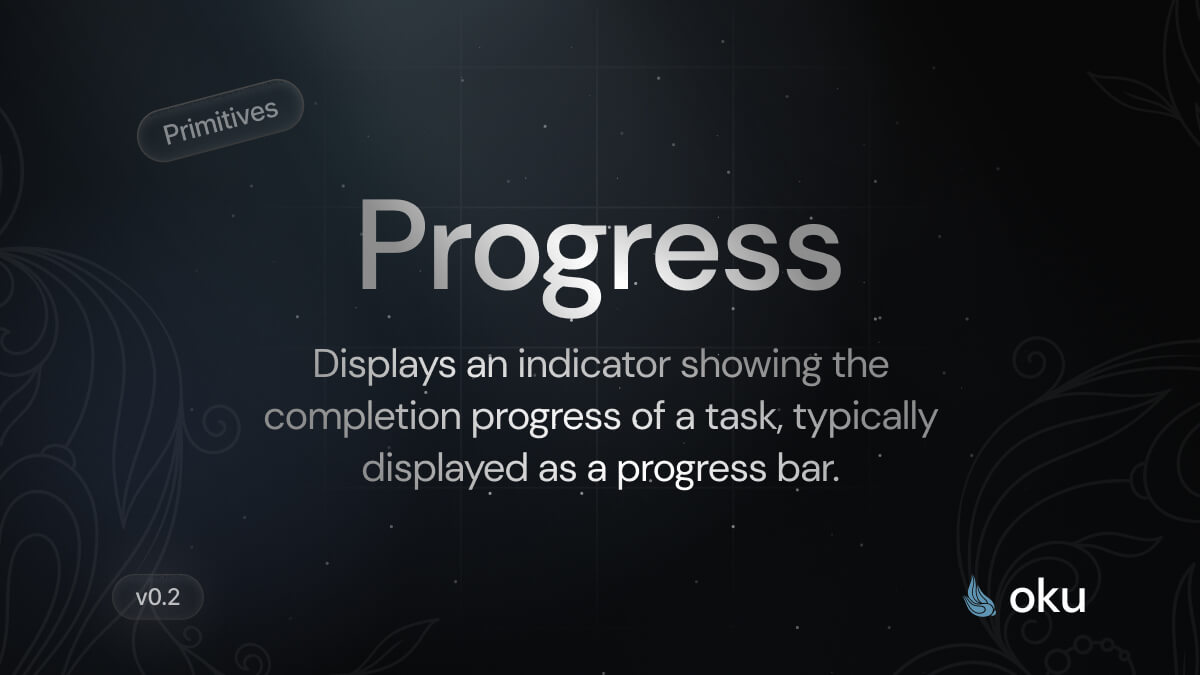 Primitives
Progress
Displays an indicator showing the
completion progress of a task, typically
displayed as a progress bar.
v0.2
oku